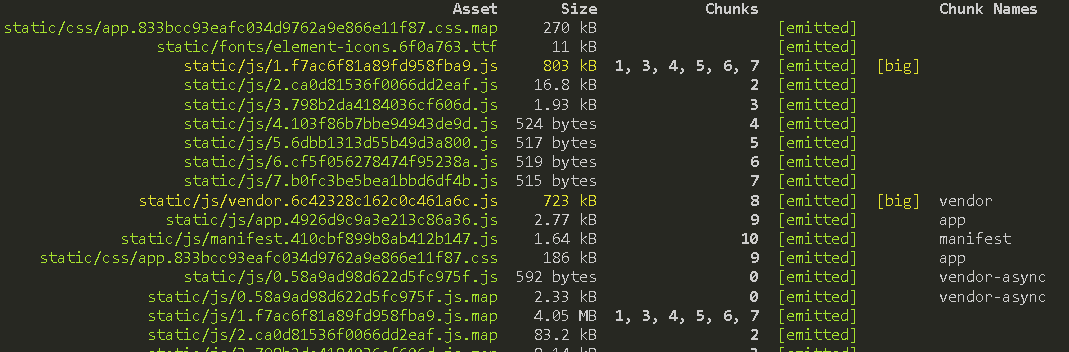 Asset Size Chunks Chunk Names
static/css/app.833bcc93eafc034d9762a9e866e11f87.css.map 270 kB [emitted]
static/fonts/element-icons.6f0a763.ttf 11 kB [emitted]
static/js/1.f7ac6f81a89fd958fba9.js 803 kB 1, 3, 4, 5, 6, 7 [emitted] [big]
static/js/2.ca0d81536f0066dd2eaf.js 16.8 kB 2 [emitted]
static/js/3.798b2da4184036cf606d.js 1.93 kB 3 [emitted]
static/js/4.103f86b7bbe94943de9d.js 524 bytes 4 [emitted]
static/js/5.6dbb1313d55b49d3a800.js 517 bytes 5 [emitted]
static/js/6.cf5f056278474f95238a.js 519 bytes 6 [emitted]
static/js/7.b0fc3be5bea1bbd6df4b.js 515 bytes 7 [emitted]
static/js/vendor.6c42328c162c0c461a6c.js 723 kB 8 [emitted] [big] vendor
static/js/app.4926d9c9a3e213c86a36.js 2.77 kB 9 [emitted] app
static/js/manifest.410cbf899b8ab412b147.js 1.64 kB 10 [emitted] manifest
static/css/app.833bcc93eafc034d9762a9e866e11f87.css 186 kB 9 [emitted] app
static/js/0.58a9ad98d622d5fc975f.js 592 bytes 0 [emitted] vendor-async
static/js/0.58a9ad98d622d5fc975f.js.map 2.33 kB 0 [emitted] vendor-async
static/js/1.f7ac6f81a89fd958fba9.js.map 4.05 MB 1, 3, 4, 5, 6, 7 [emitted]
static/js/2.ca0d81536f0066dd2eaf.js.map 83.2 kB 2 [emitted]